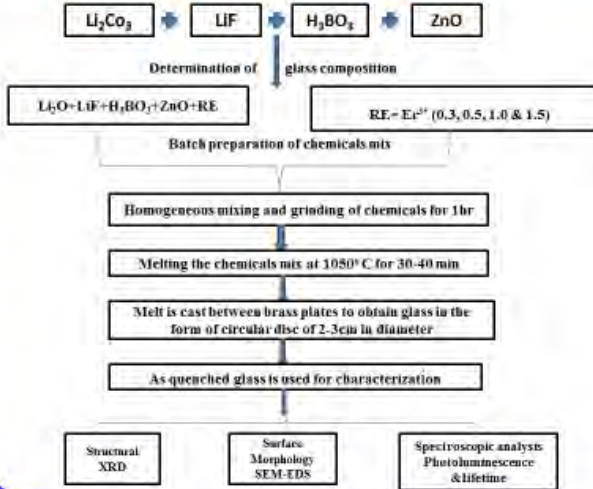 Li₂Co₃
LiF
H₃BO₃
ZnO
Determination of glass composition
Li₂O+LiF+H₃BO₃+ZnO+RE
RE= Er³⁺ (0.3, 0.5, 1.0 & 1.5)
Batch preparation of chemicals mix
Homogeneous mixing and grinding of chemicals for 1hr
Melting the chemicals mix at 1050° C for 30-40 min
Melt is cast between brass plates to obtain glass in the
form of circular disc of 2-3cm in diameter
As quenched glass is used for characterization
Structural
XRD
Surface
Morphology
SEM-EDS
Spectroscopic analysis
Photoluminescence
&lifetime